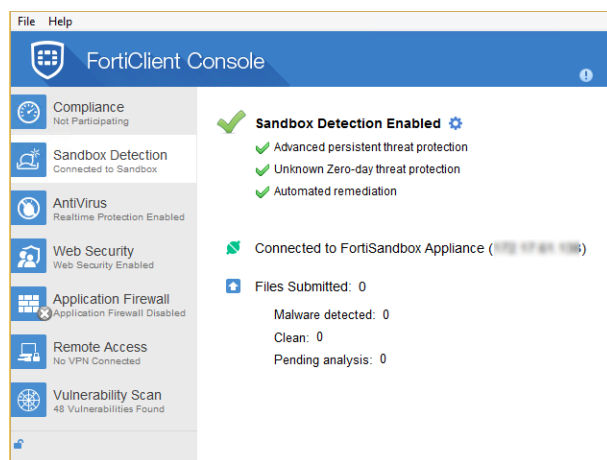 File Help
FortiClient Console
Compliance
Not Participating
Sandbox Detection
Connected to Sandbox
AntiVirus
Realtime Protection Enabled
Web Security
Web Security Enabled
Application Firewall
Application Firewall Disabled
Remote Access
No VPN Connected
Vulnerability Scan
48 Vulnerabilities Found
Sandbox Detection Enabled
Advanced persistent threat protection
Unknown Zero-day threat protection
Automated remediation
Connected to FortiSandbox Appliance ( )
Files Submitted: 0
Malware detected: 0
Clean: 0
Pending analysis: 0